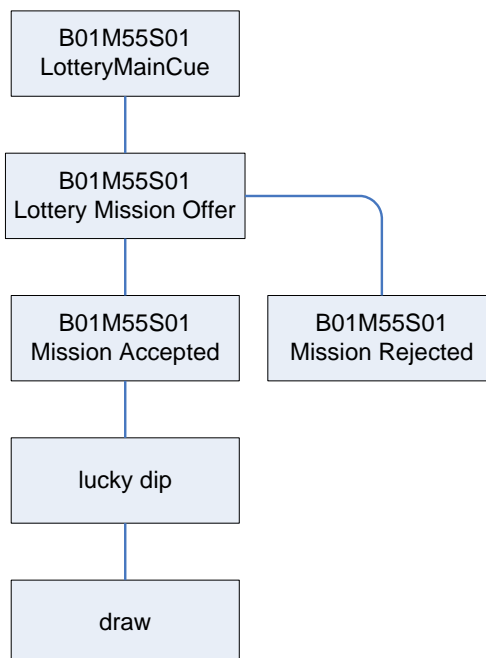 B01M55S01
LotteryMainCue
B01M55S01
Lottery Mission Offer
B01M55S01
Mission Accepted
B01M55S01
Mission Rejected
lucky dip
draw